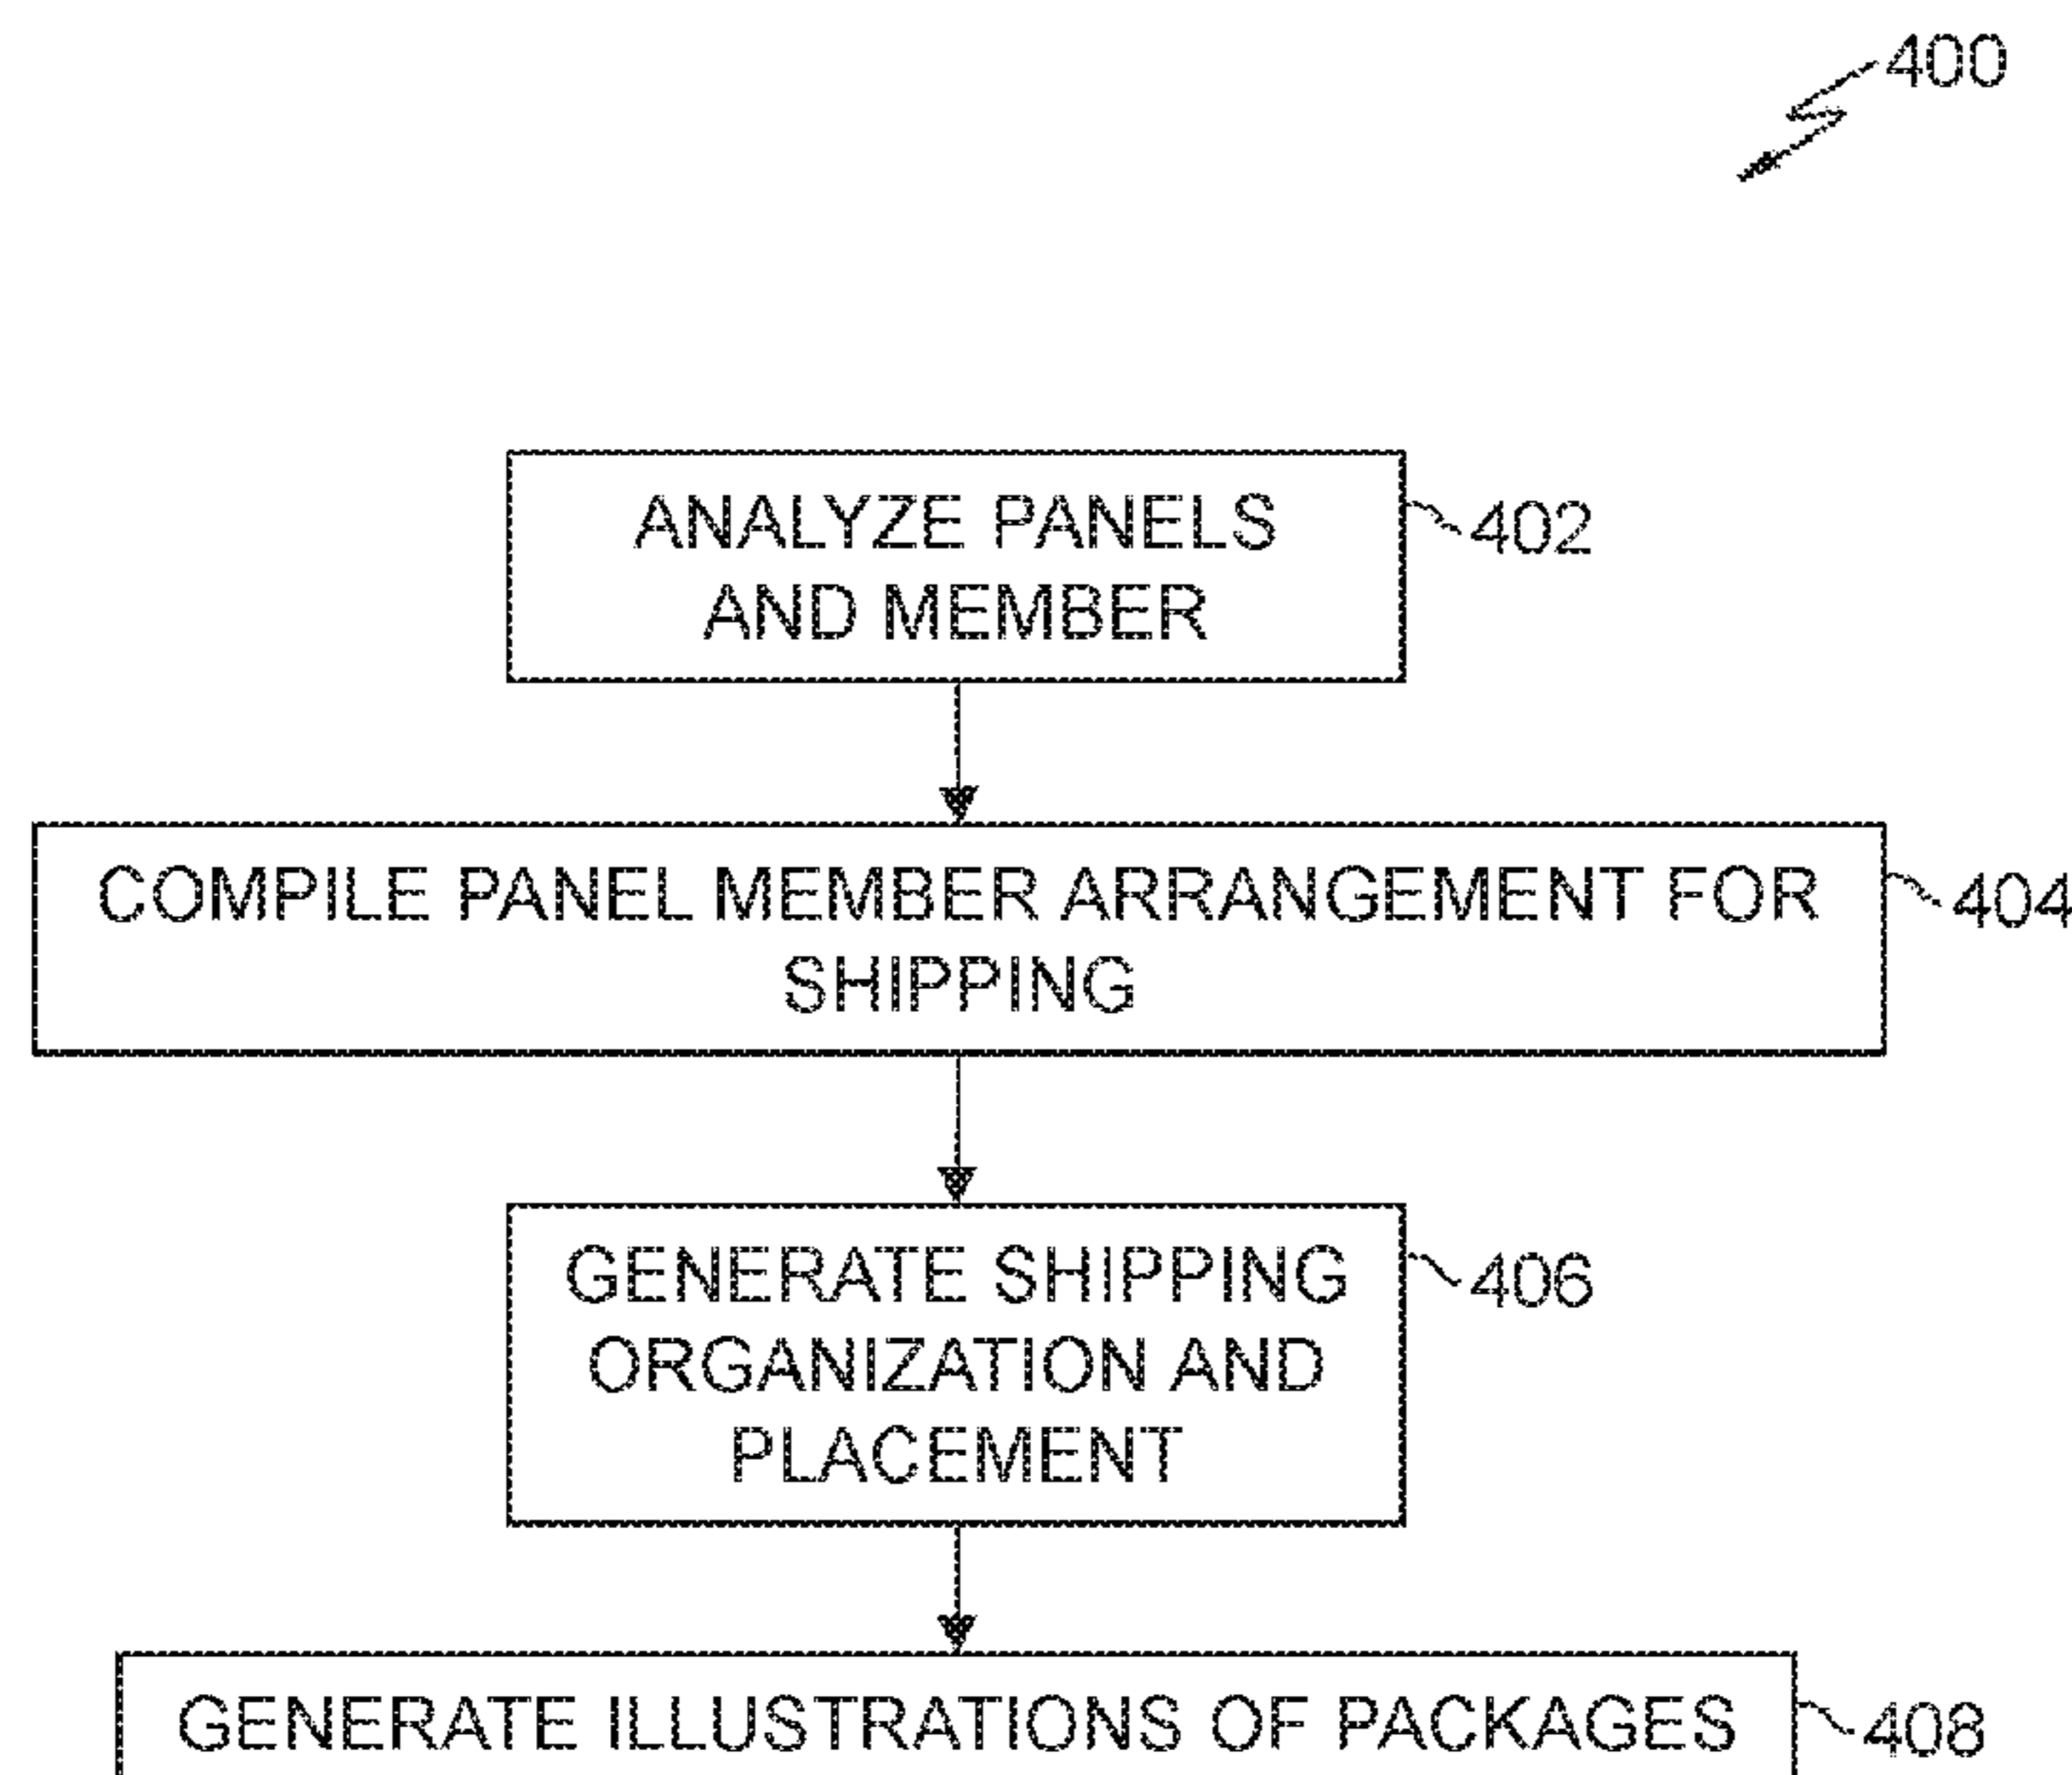 400
ANALYZE PANELS
AND MEMBER
402
COMPILE PANEL MEMBER ARRANGEMENT FOR
SHIPPING
404
GENERATE SHIPPING
ORGANIZATION AND
PLACEMENT
406
GENERATE ILLUSTRATIONS OF PACKAGES
408